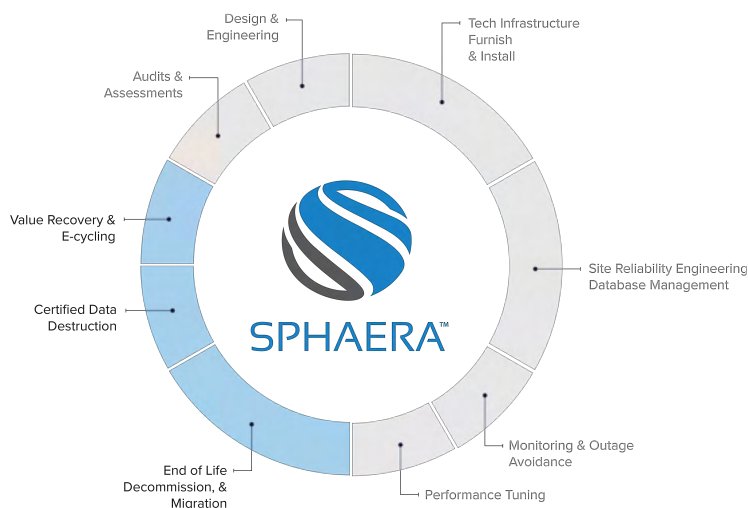 Design &
Engineering
Tech Infrastructure
Furnish
& Install
Audits &
Assessments
Value Recovery &
E-cycling
Site Reliability Engineering
Database Management
Certified Data
Destruction
SPHAERA™
Monitoring & Outage
Avoidance
End of Life
Decommission, &
Migration
Performance Tuning